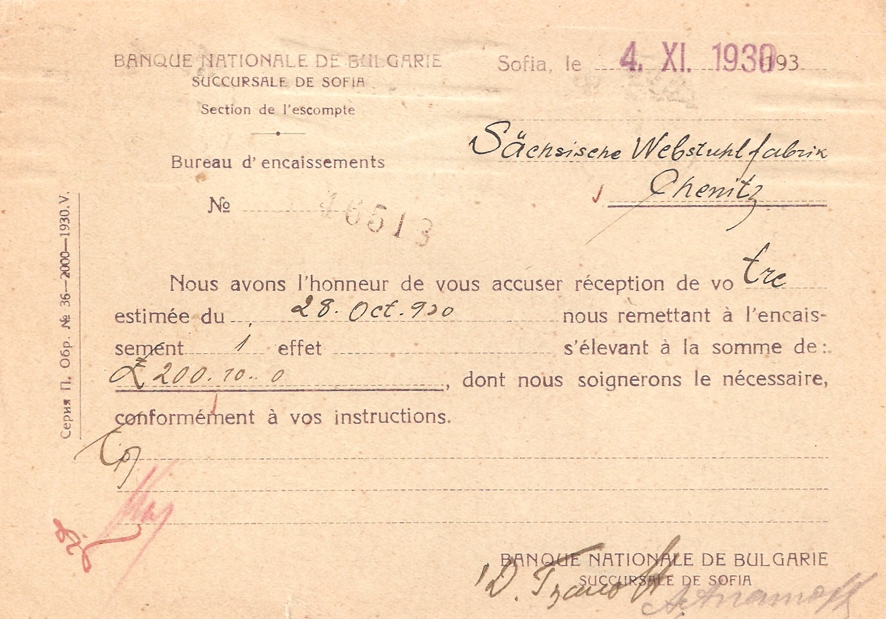 BANQUE NATIONALE DE BULGARIE
SUCCURSALE DE SOFIA
Section de l'escompte
Bureau d'encaissements
№ 46513
Sofia, le 4. XI. 1930 193
Sächsische Webstuhlfabrik
Chenitz
Nous avons l'honneur de vous accuser réception de votre
estimée du 28. Oct. 930 nous remettant à l'encais-
sement 1 effet s'élevant à la somme de:
£ 200.10.0, dont nous soignerons le nécessaire,
conformément à vos instructions.
BANQUE NATIONALE DE BULGARIE
SUCCURSALE DE SOFIA
Серия П. Обр. № 36—2000—1930.V.